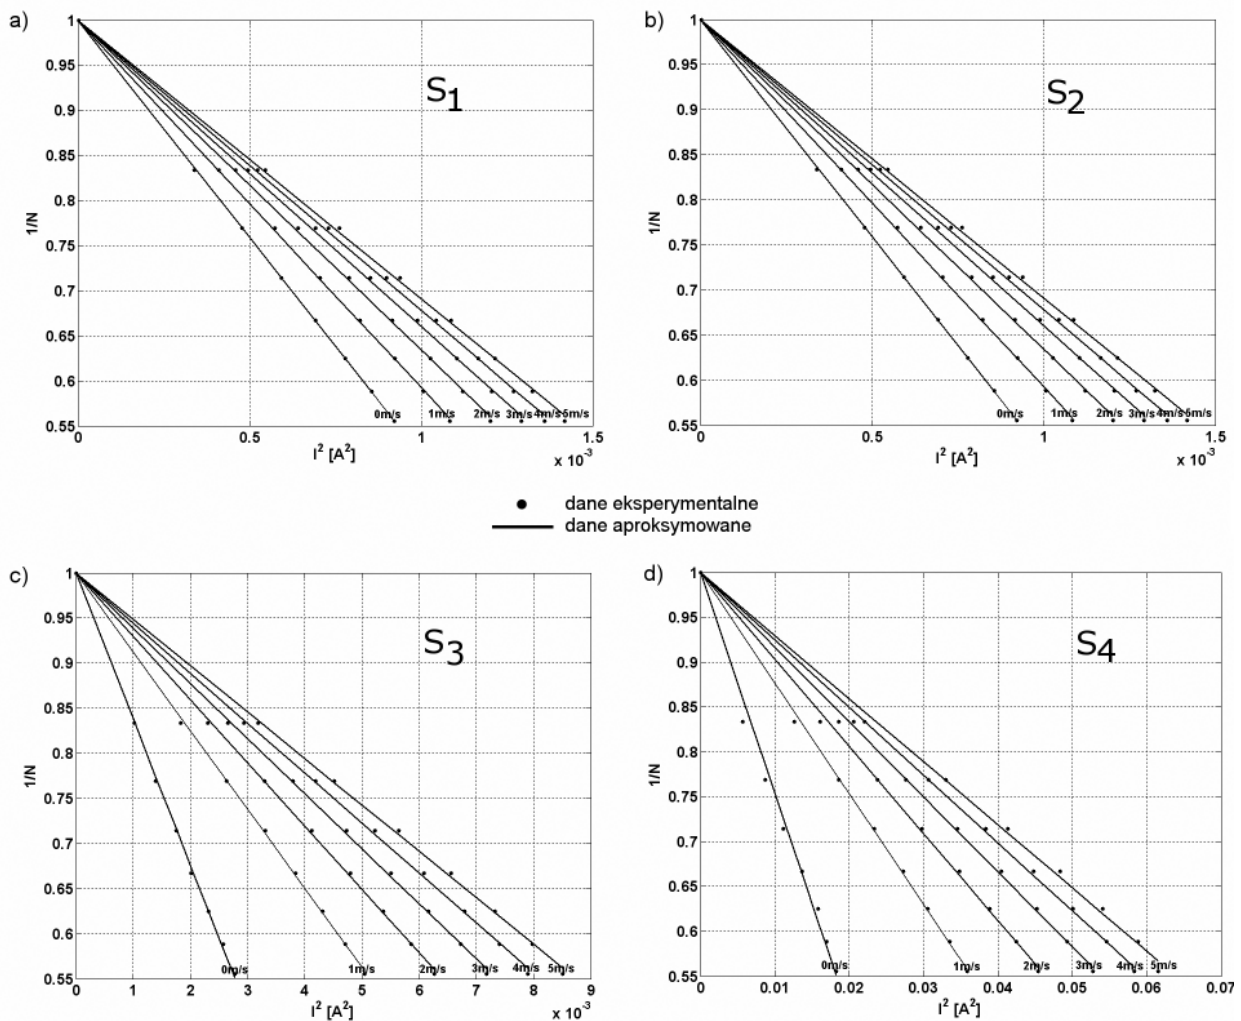 a)
S1
1
0.95
0.9
0.85
0.8
0.75
0.7
0.65
0.6
0.55
1/N
0m/s 1m/s 2m/s 3m/s 4m/s 5m/s
0 0.5 1 1.5
I² [A²]
x 10⁻³
b)
S2
1
0.95
0.9
0.85
0.8
0.75
0.7
0.65
0.6
0.55
1/N
0m/s 1m/s 2m/s 3m/s 4m/s 5m/s
0 0.5 1 1.5
I² [A²]
x 10⁻³
dane eksperymentalne
dane aproksymowane
c)
S3
1
0.95
0.9
0.85
0.8
0.75
0.7
0.65
0.6
0.55
1/N
0m/s 1m/s 2m/s 3m/s 4m/s 5m/s
0 1 2 3 4 5 6 7 8 9
I² [A²]
x 10⁻³
d)
S4
1
0.95
0.9
0.85
0.8
0.75
0.7
0.65
0.6
0.55
1/N
0m/s 1m/s 2m/s 3m/s 4m/s 5m/s
0 0.01 0.02 0.03 0.04 0.05 0.06 0.07
I² [A²]